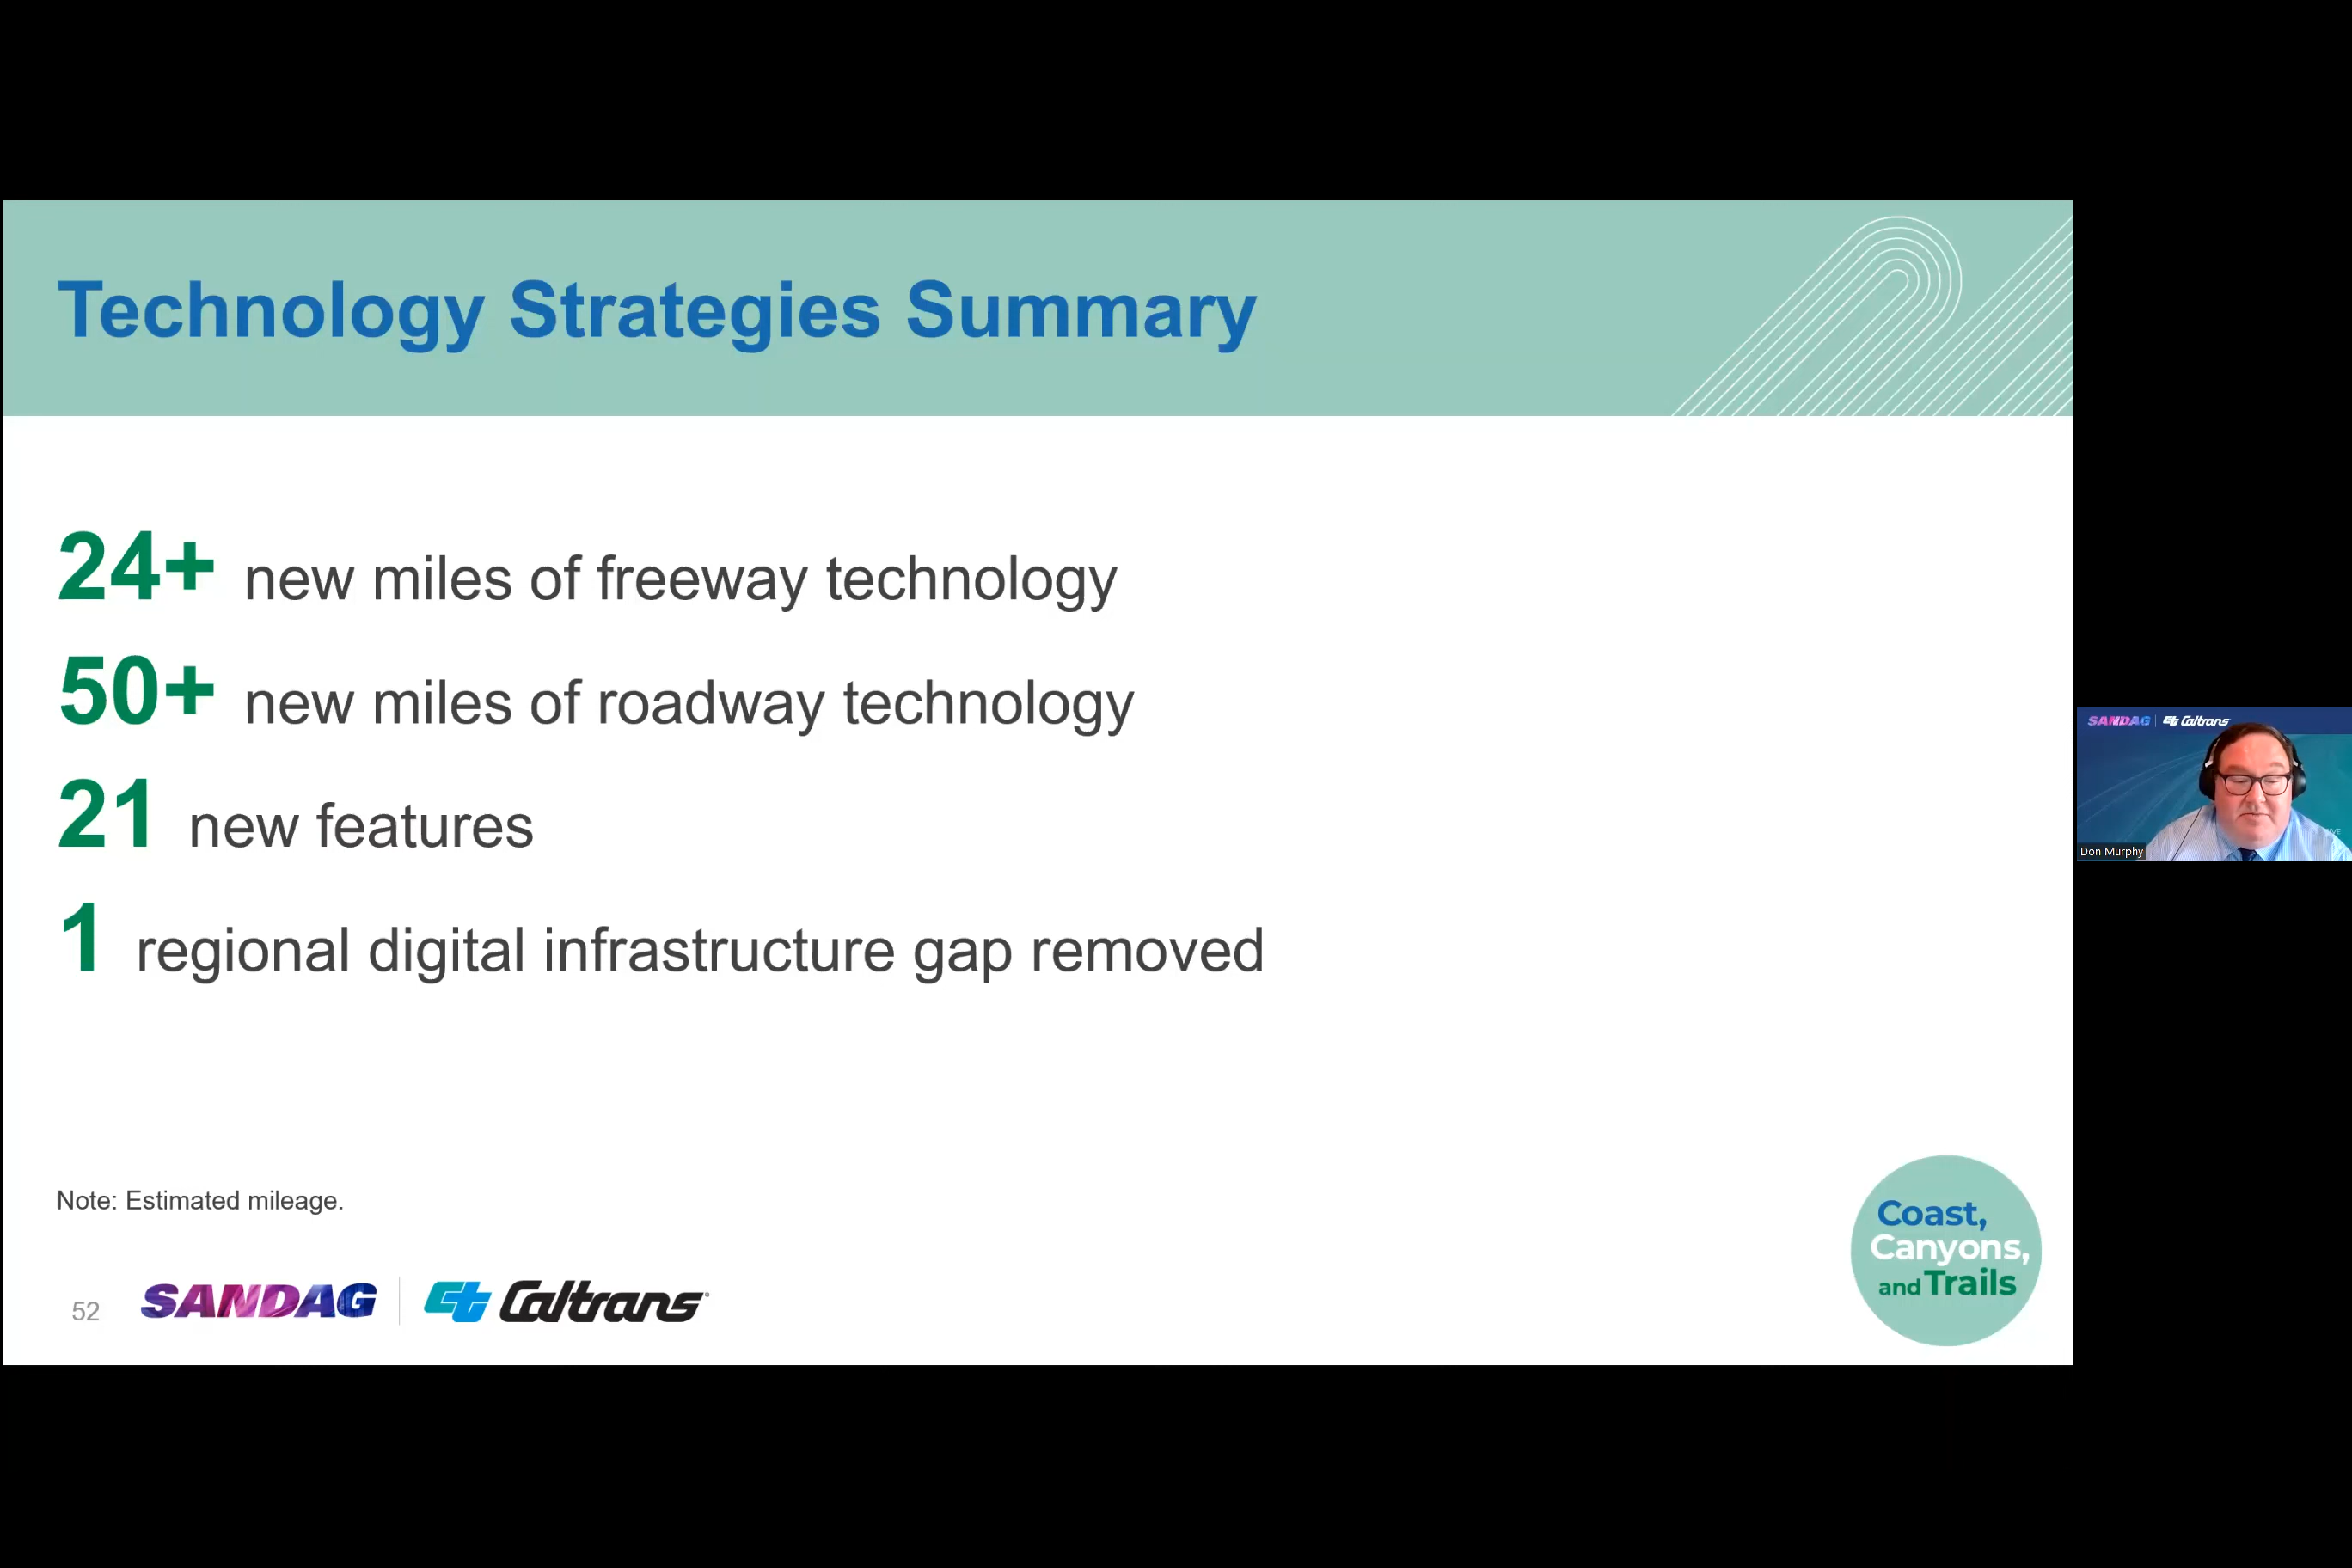 Technology Strategies Summary
24+ new miles of freeway technology
50+ new miles of roadway technology
21 new features
1 regional digital infrastructure gap removed
Note: Estimated mileage.
52 SANDAG Caltrans
Coast,
Canyons,
and Trails
SANDAG Caltrans
Don Murphy